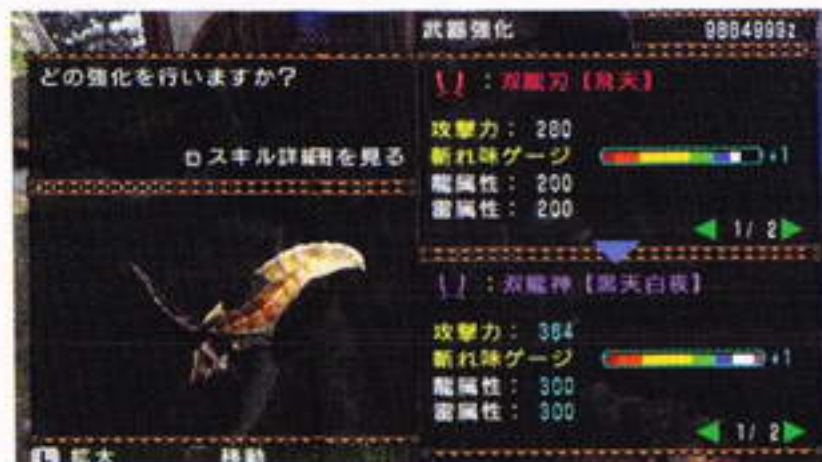 武器強化 9884999z
どの強化を行いますか?
□スキル詳細を見る
:双龍刃【飛天】
攻撃力: 280
斬れ味ゲージ +1
龍属性: 200
雷属性: 200
1/ 2
:双龍神【黒天白夜】
攻撃力: 364
斬れ味ゲージ +1
龍属性: 300
雷属性: 300
1/ 2
L 拡大 移動